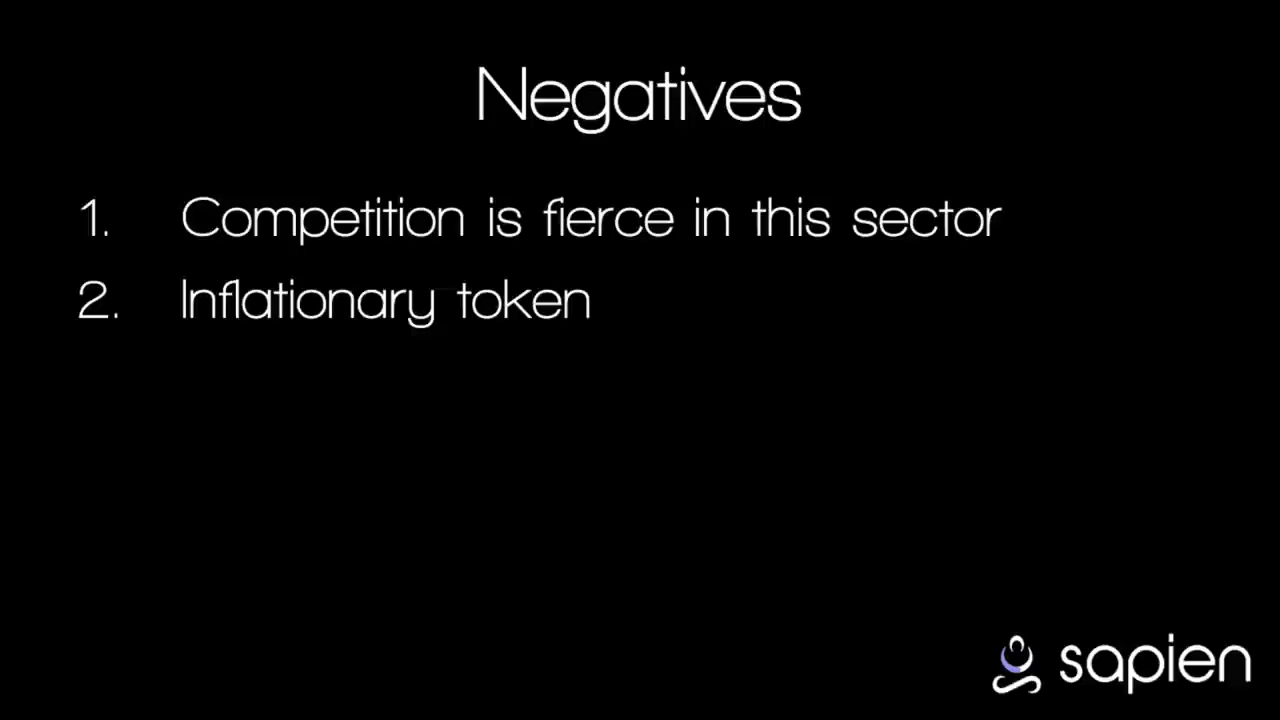 Negatives
1. Competition is fierce in this sector
2. Inflationary token
sapien